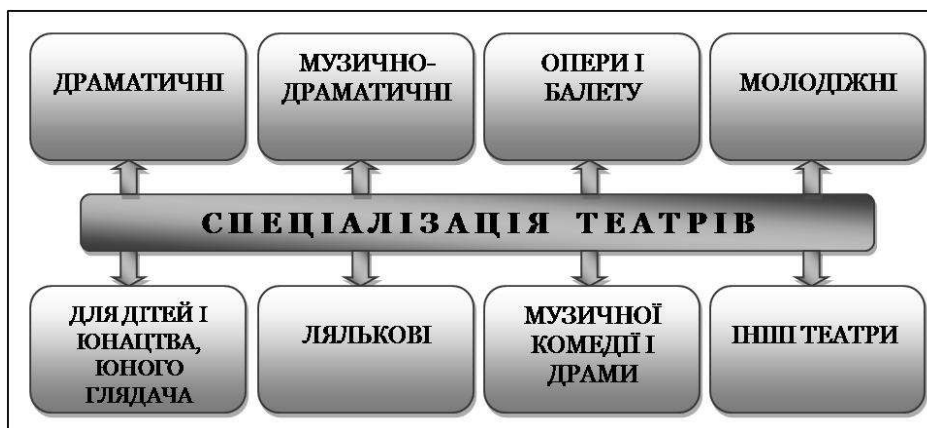 ДРАМАТИЧНІ
МУЗИЧНО-
ДРАМАТИЧНІ
ОПЕРИ І
БАЛЕТУ
МОЛОДІЖНІ
СПЕЦІАЛІЗАЦІЯ ТЕАТРІВ
ДЛЯ ДІТЕЙ І
ЮНАЦТВА,
ЮНОГО
ГЛЯДАЧА
ЛЯЛЬКОВІ
МУЗИЧНОЇ
КОМЕДІЇ І
ДРАМИ
ІНШІ ТЕАТРИ